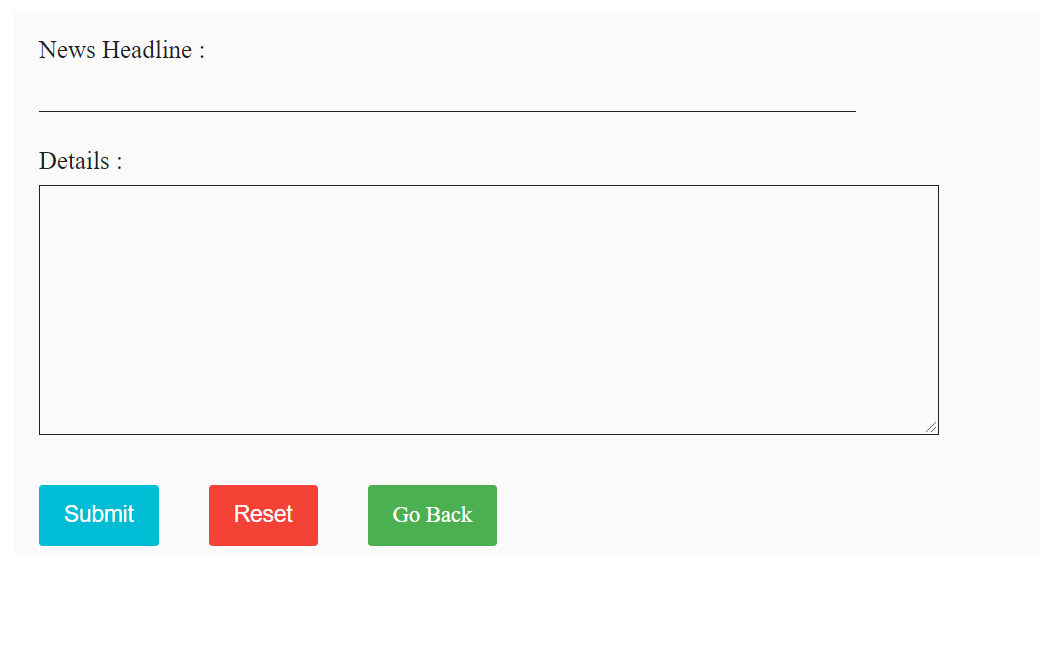 News Headline :
Details :
Submit
Reset
Go Back